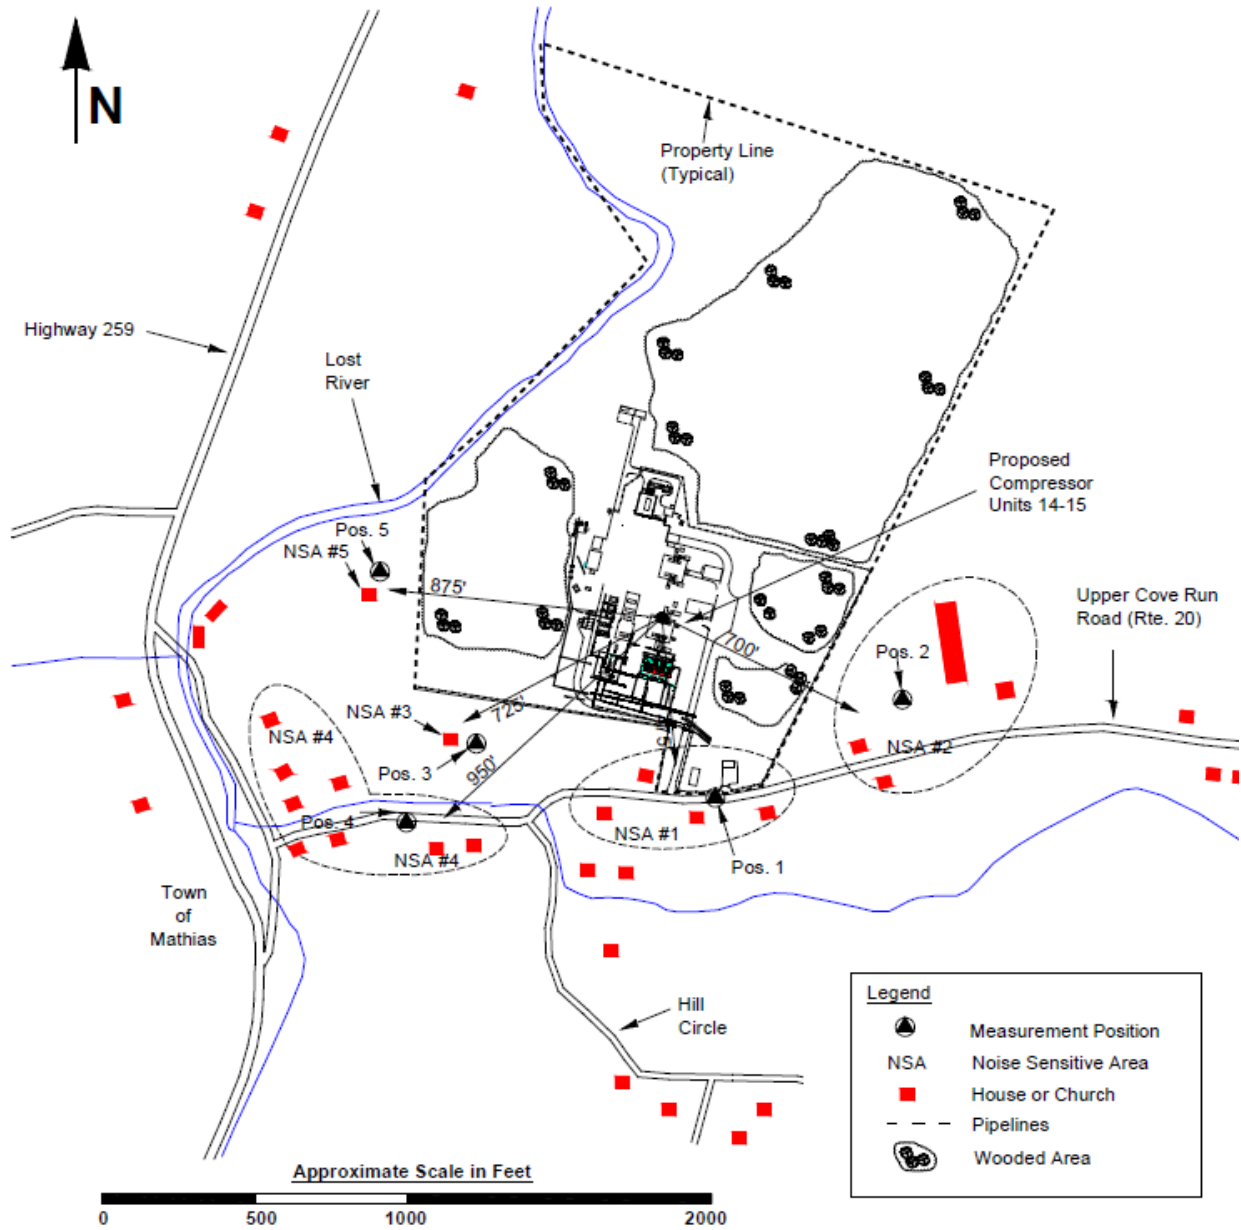 N
Property Line
(Typical)
Highway 259
Lost
River
Proposed
Compressor
Units 14-15
Pos. 5
NSA #5
875'
Upper Cove Run
Road (Rte. 20)
700'
Pos. 2
NSA #3
725'
NSA #4
NSA #2
Pos. 3
950'
Pos. 4
NSA #1
NSA #4
Pos. 1
Town
of
Mathias
Hill
Circle
Legend
Measurement Position
NSA Noise Sensitive Area
House or Church
Pipelines
Wooded Area
Approximate Scale in Feet
0 500 1000 2000